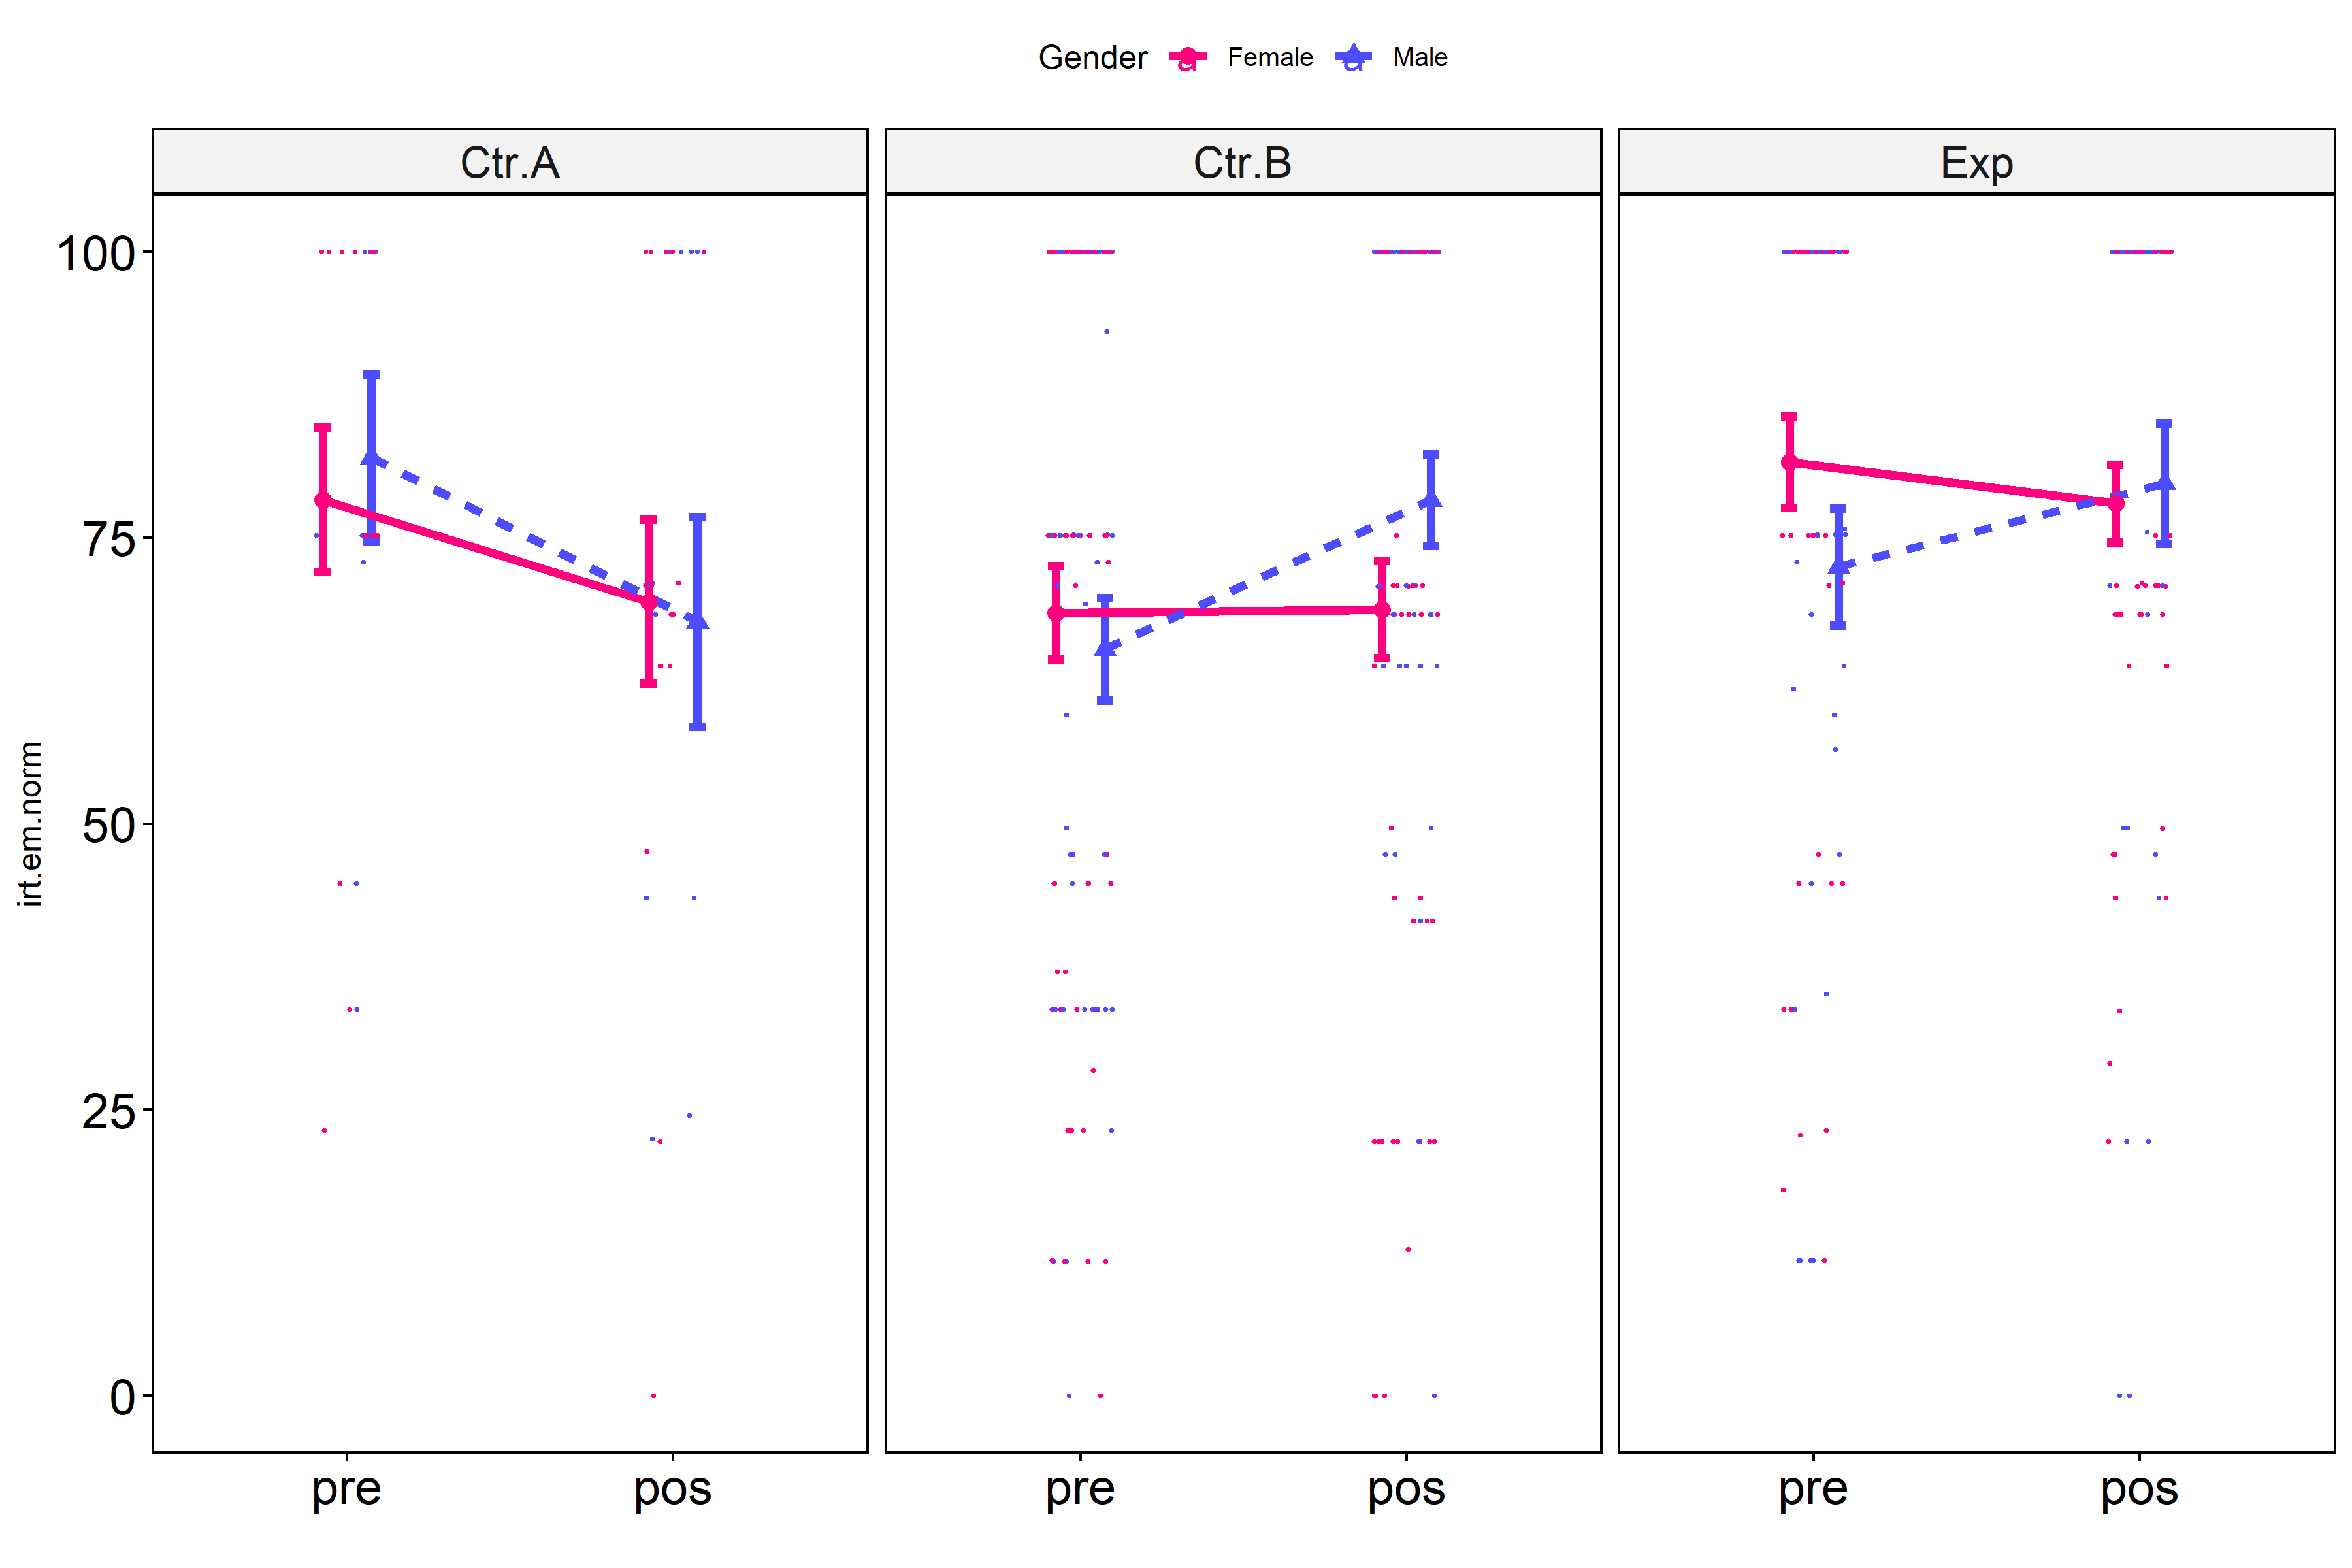 Gender Female Male
Ctr.A Ctr.B Exp
100
75
50
25
0
irt.em.norm
pre pos pre pos pre pos